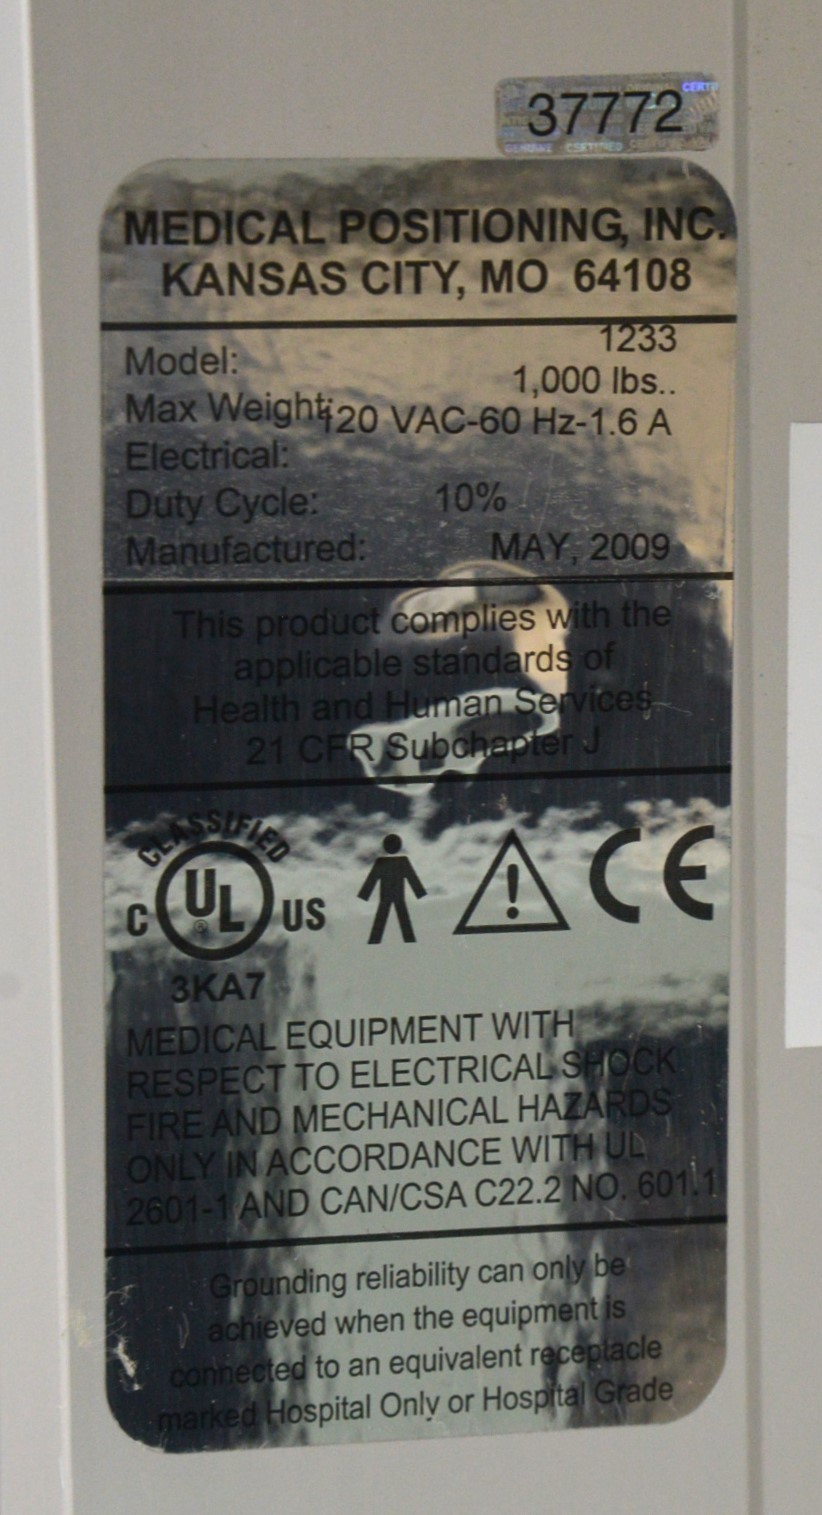 37772
MEDICAL POSITIONING, INC.
KANSAS CITY, MO 64108
Model: 1233
Max Weight: 1,000 lbs..
Electrical: 120 VAC-60 Hz-1.6 A
Duty Cycle: 10%
Manufactured: MAY, 2009
This product complies with the
applicable standards of
Health and Human Services
21 CFR Subchapter J
CLASSIFIED
C UL ® US
CE
3KA7
MEDICAL EQUIPMENT WITH
RESPECT TO ELECTRICAL SHOCK
FIRE AND MECHANICAL HAZARDS
ONLY IN ACCORDANCE WITH UL
2601-1 AND CAN/CSA C22.2 NO. 601.1
Grounding reliability can only be
achieved when the equipment is
connected to an equivalent receptacle
marked Hospital Only or Hospital Grade